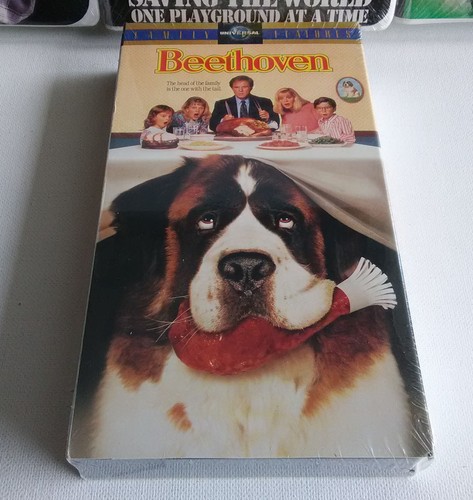 SAVING THE WORLD
ONE PLAYGROUND AT A TIME
FAMILY UNIVERSAL FEATURES
Beethoven
The head of the family
is the one with the tail.